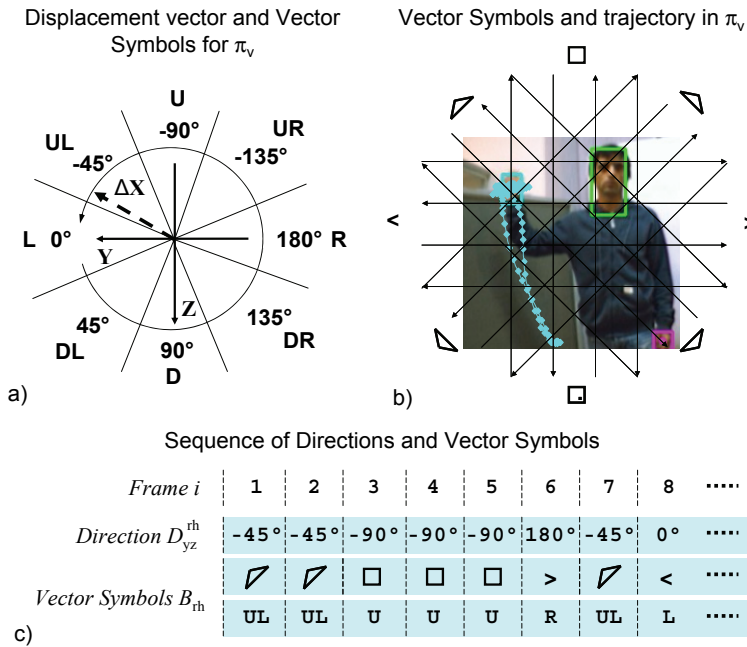 Displacement vector and Vector
Symbols for πv
U
-90°
UL
-45°
UR
-135°
ΔX
L 0°
Y
180° R
Z
45°
DL
135°
DR
90°
D
a)
Vector Symbols and trajectory in πv
<
>
b)
Sequence of Directions and Vector Symbols
Frame i 1 2 3 4 5 6 7 8 ·····
Direction D rh yz -45° -45° -90° -90° -90° 180° -45° 0° ·····
Vector Symbols Brh
□ □ □ > < ·····
UL UL U U U R UL L ·····
c)